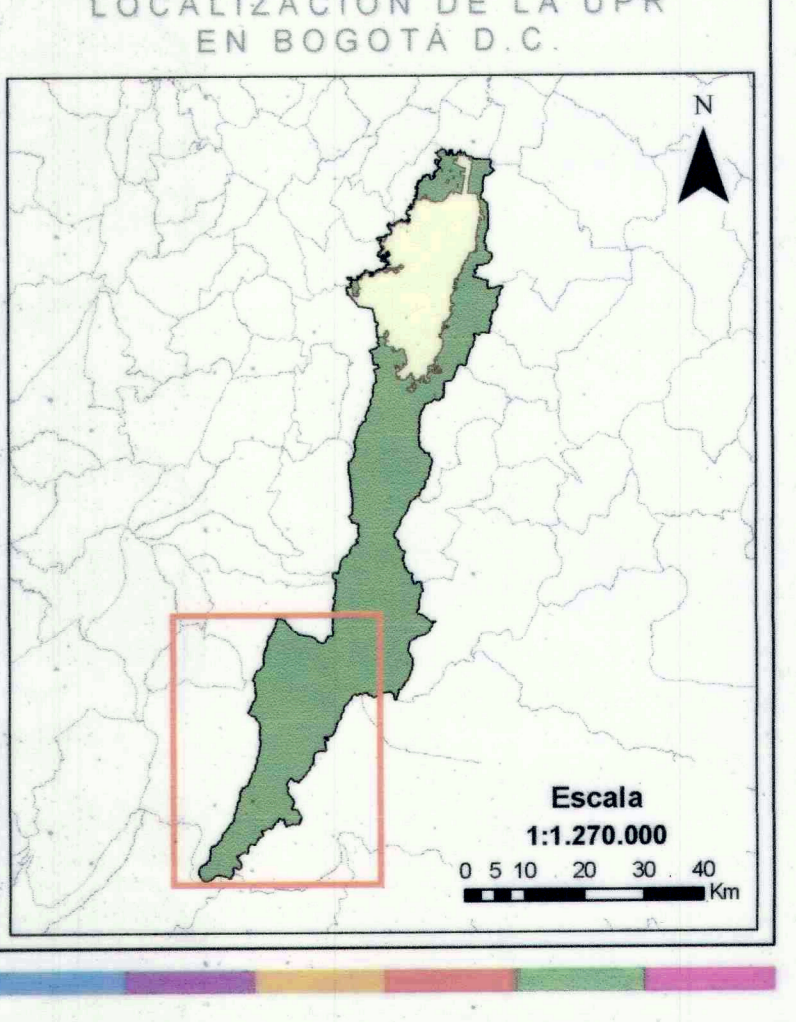 LOCALIZACIÓN DE LA UPR
EN BOGOTÁ D.C.
N
Escala
1:1.270.000
0 5 10 20 30 40
Km